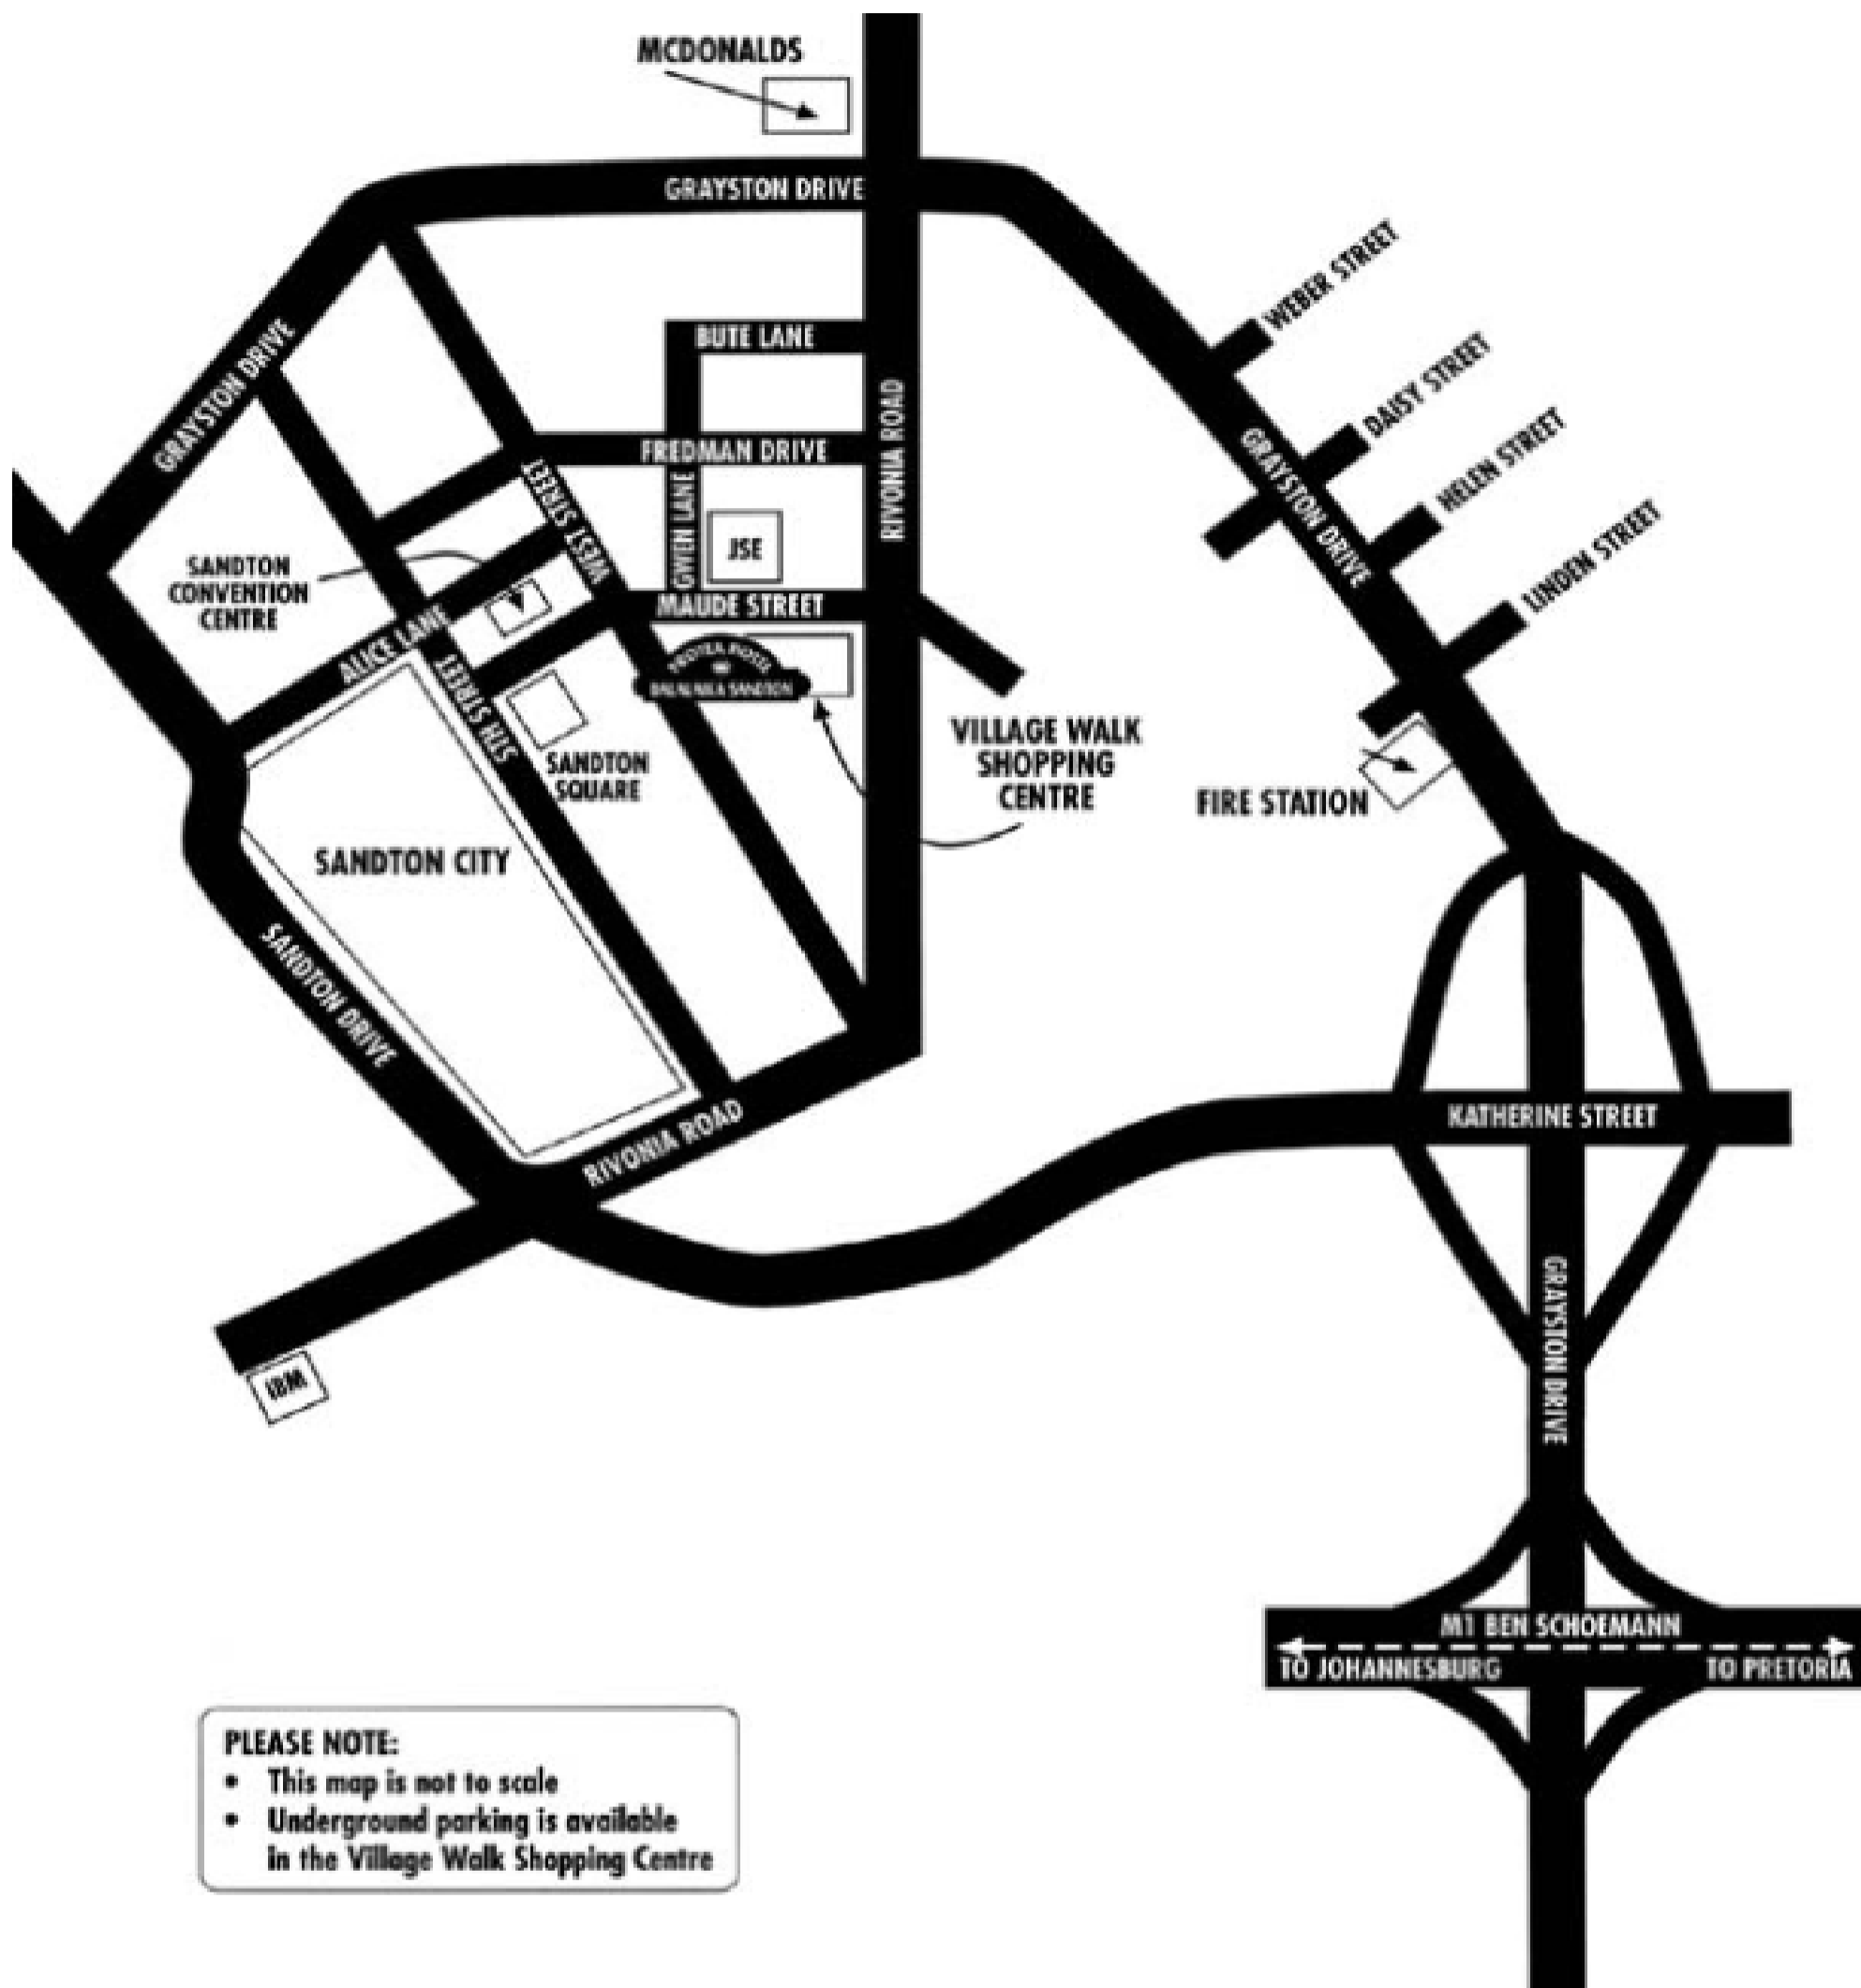 MCDONALDS
GRAYSTON DRIVE
WEBER STREET
BUTE LANE
GRAYSTON DRIVE
DAISY STREET
RIVONIA ROAD
FREDMAN DRIVE
HELEN STREET
GRAYSTON DRIVE
WEST STREET
GWEN LANE
JSE
LINDEN STREET
SANDTON
CONVENTION
CENTRE
MAUDE STREET
ALICE LANE
PROTEA HOTEL
BALALAIKA SANDTON
5TH STREET
VILLAGE WALK
SHOPPING
CENTRE
SANDTON
SQUARE
FIRE STATION
SANDTON CITY
SANDTON DRIVE
RIVONIA ROAD
KATHERINE STREET
GRAYSTON DRIVE
IBM
M1 BEN SCHOEMANN
TO JOHANNESBURG
TO PRETORIA
PLEASE NOTE:
• This map is not to scale
• Underground parking is available
in the Village Walk Shopping Centre